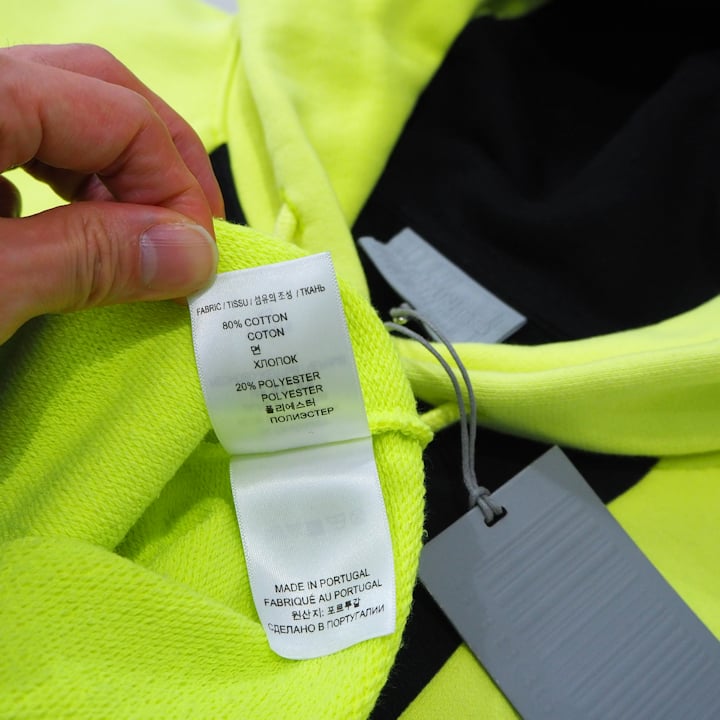 FABRIC / TISSU / 섬유의 조성 / ТКАНЬ
80% COTTON
COTON
면
ХЛОПОК
20% POLYESTER
POLYESTER
폴리에스터
ПОЛИЭСТЕР
MADE IN PORTUGAL
FABRIQUÉ AU PORTUGAL
원산지: 포르투갈
СДЕЛАНО В ПОРТУГАЛИИ